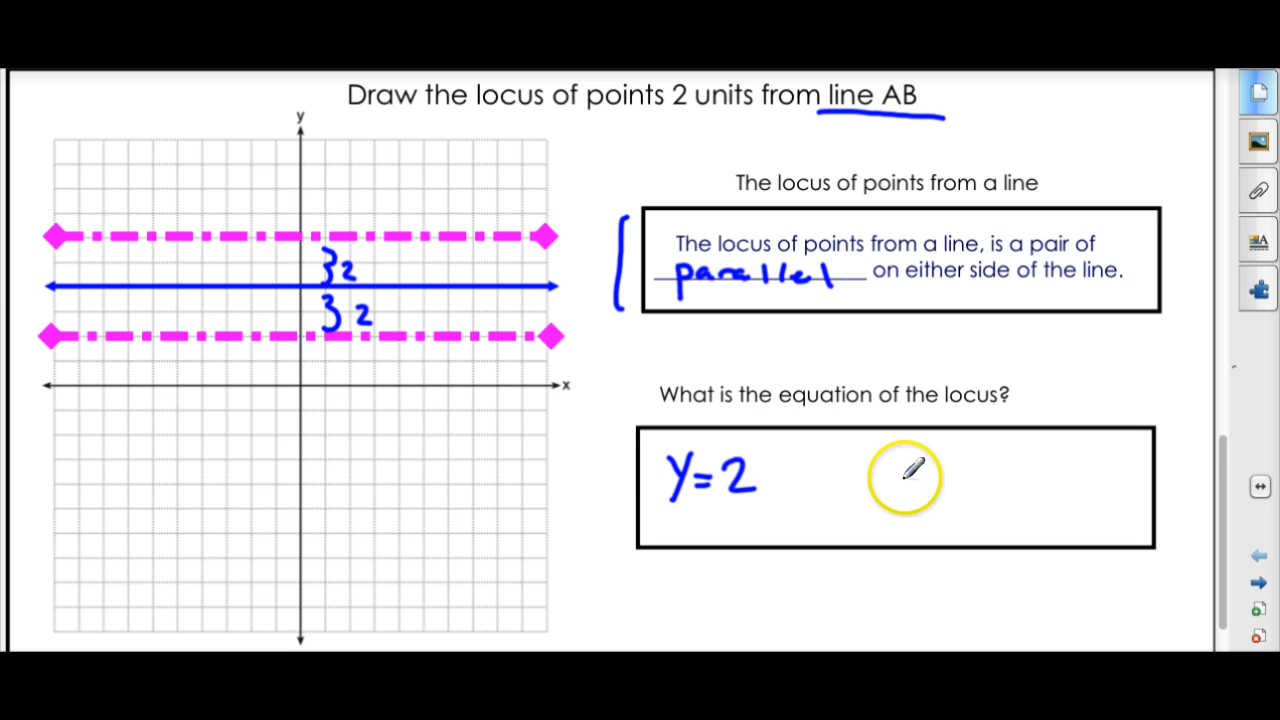 Draw the locus of points 2 units from line AB
y
The locus of points from a line
The locus of points from a line, is a pair of
parallel on either side of the line.
}2
}2
x
What is the equation of the locus?
y=2